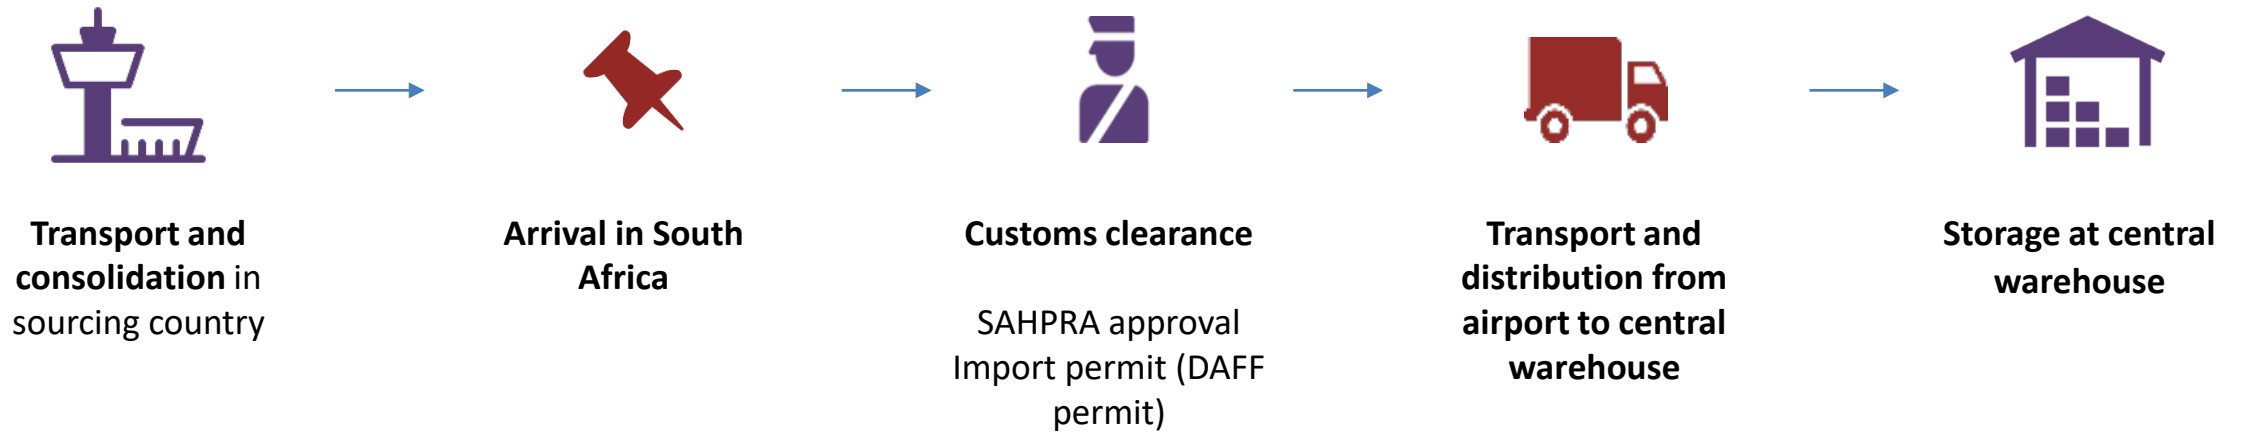 Transport and
consolidation in
sourcing country
Arrival in South
Africa
Customs clearance
SAHPRA approval
Import permit (DAFF
permit)
Transport and
distribution from
airport to central
warehouse
Storage at central
warehouse